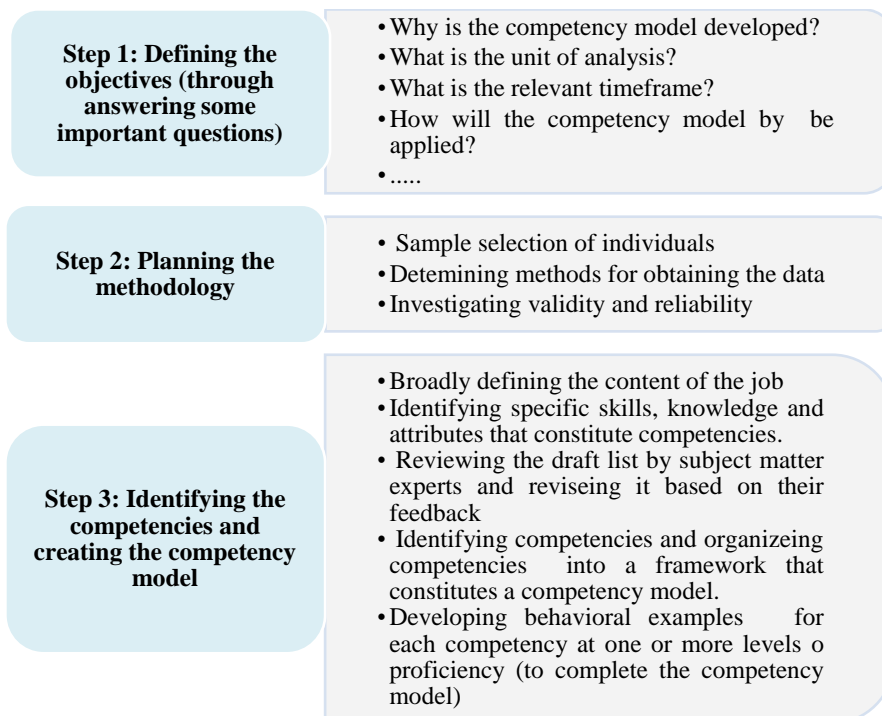 Step 1: Defining the
objectives (through
answering some
important questions)
•Why is the competency model developed?
•What is the unit of analysis?
•What is the relevant timeframe?
•How will the competency model by be
applied?
•.....
Step 2: Planning the
methodology
• Sample selection of individuals
•Detemining methods for obtaining the data
•Investigating validity and reliability
Step 3: Identifying the
competencies and
creating the competency
model
•Broadly defining the content of the job
•Identifying specific skills, knowledge and
attributes that constitute competencies.
• Reviewing the draft list by subject matter
experts and reviseing it based on their
feedback
• Identifying competencies and organizeing
competencies into a framework that
constitutes a competency model.
•Developing behavioral examples for
each competency at one or more levels o
proficiency (to complete the competency
model)